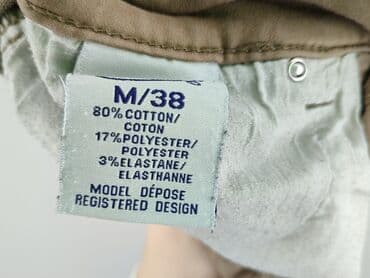 M/38
80% COTTON/
COTON
17% POLYESTER/
POLYESTER
3% ELASTANE/
ELASTHANNE
MODEL DÉPOSE
REGISTERED DESIGN